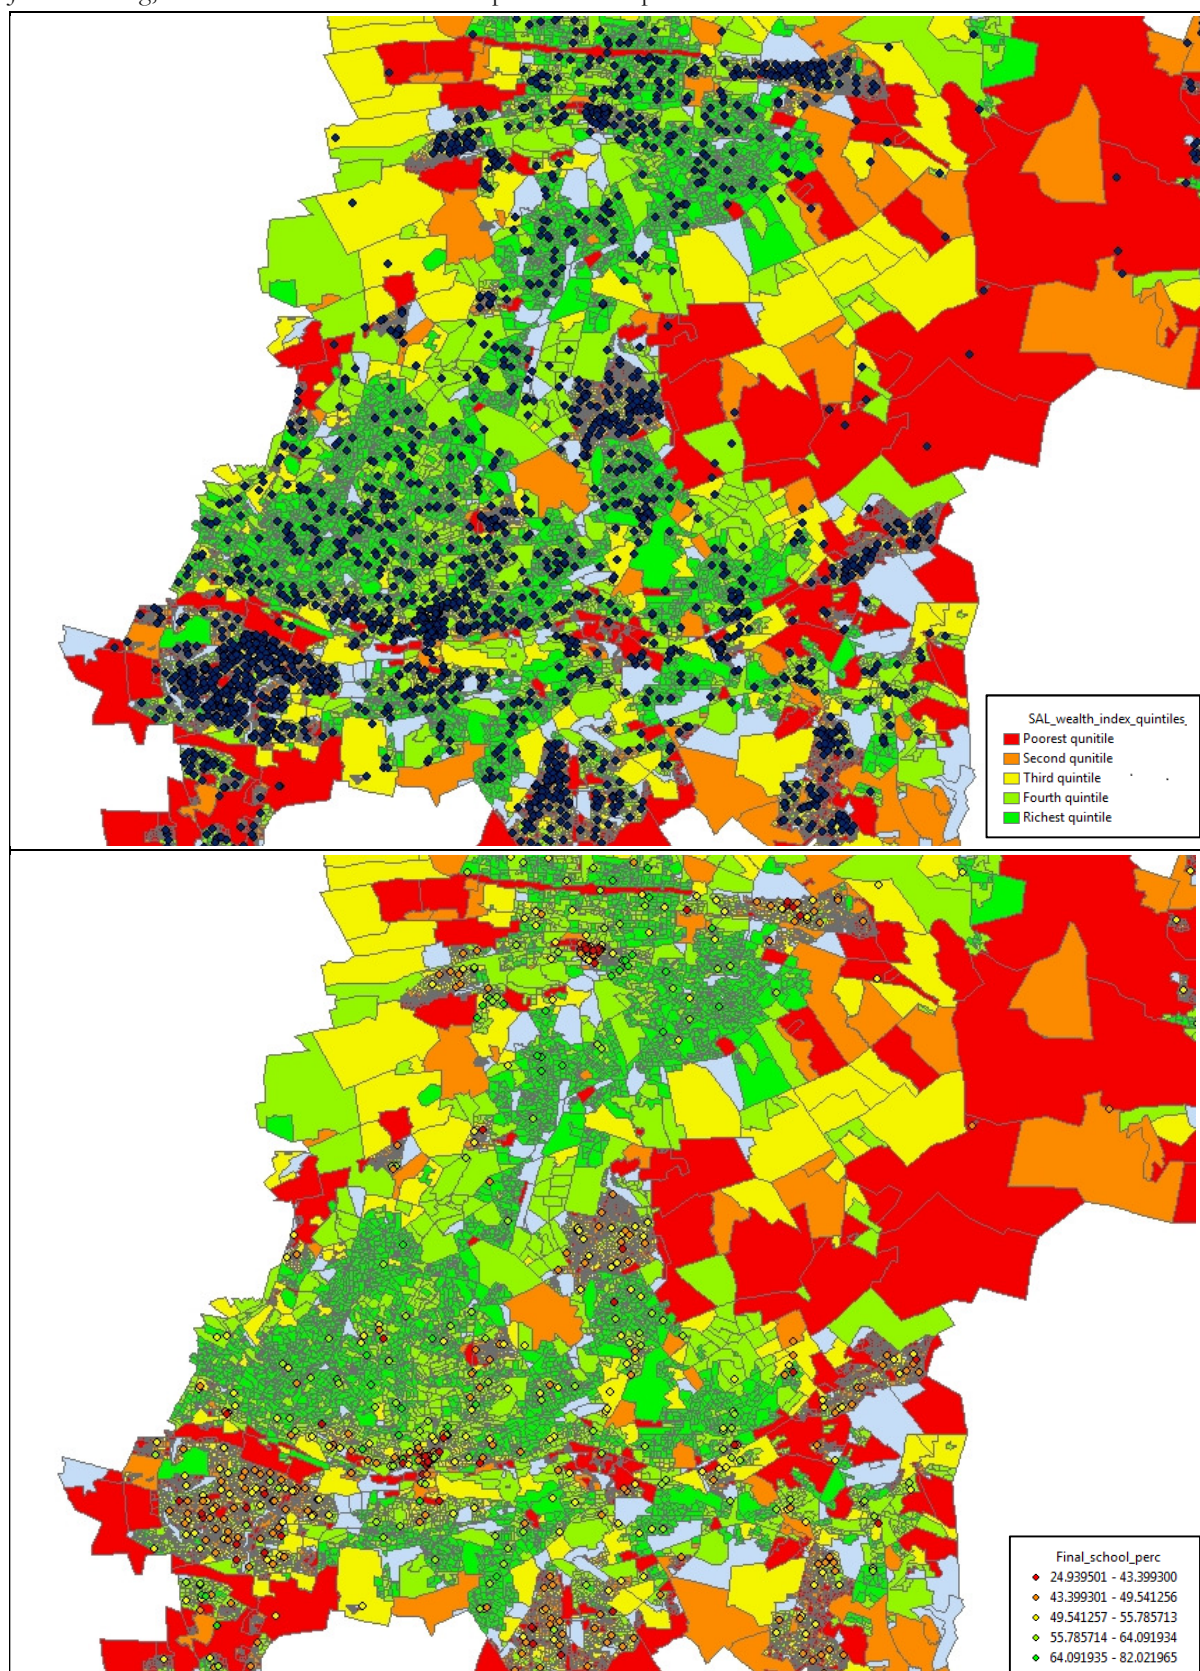 SAL_wealth_index_quintiles_
Poorest qunitile
Second qunitile
Third quintile
Fourth quintile
Richest quintile
Final_school_perc
24.939501 - 43.399300
43.399301 - 49.541256
49.541257 - 55.785713
55.785714 - 64.091934
64.091935 - 82.021965